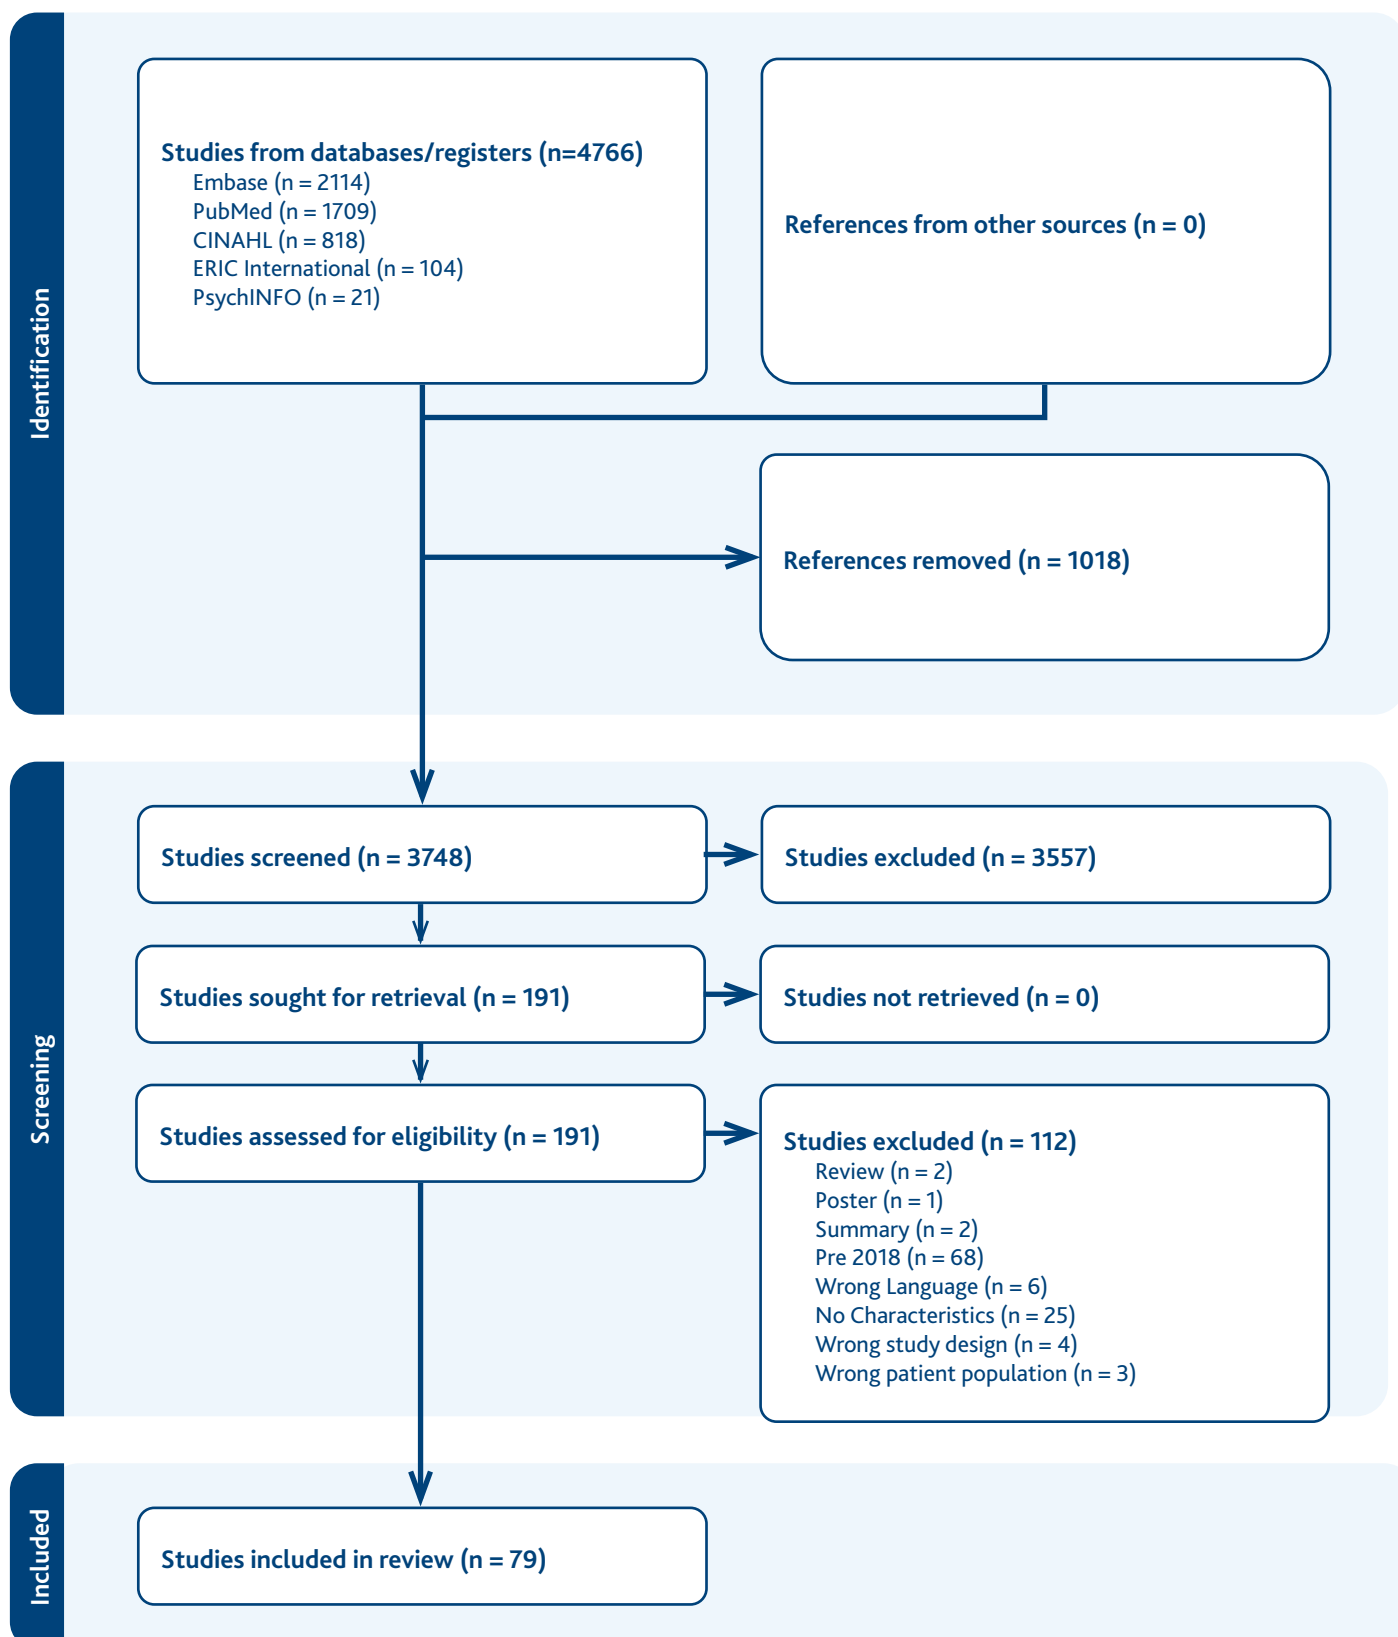 Identification
Studies from databases/registers (n=4766)
Embase (n = 2114)
PubMed (n = 1709)
CINAHL (n = 818)
ERIC International (n = 104)
PsychINFO (n = 21)
References from other sources (n = 0)
References removed (n = 1018)
Screening
Studies screened (n = 3748)
Studies excluded (n = 3557)
Studies sought for retrieval (n = 191)
Studies not retrieved (n = 0)
Studies assessed for eligibility (n = 191)
Studies excluded (n = 112)
Review (n = 2)
Poster (n = 1)
Summary (n = 2)
Pre 2018 (n = 68)
Wrong Language (n = 6)
No Characteristics (n = 25)
Wrong study design (n = 4)
Wrong patient population (n = 3)
Included
Studies included in review (n = 79)